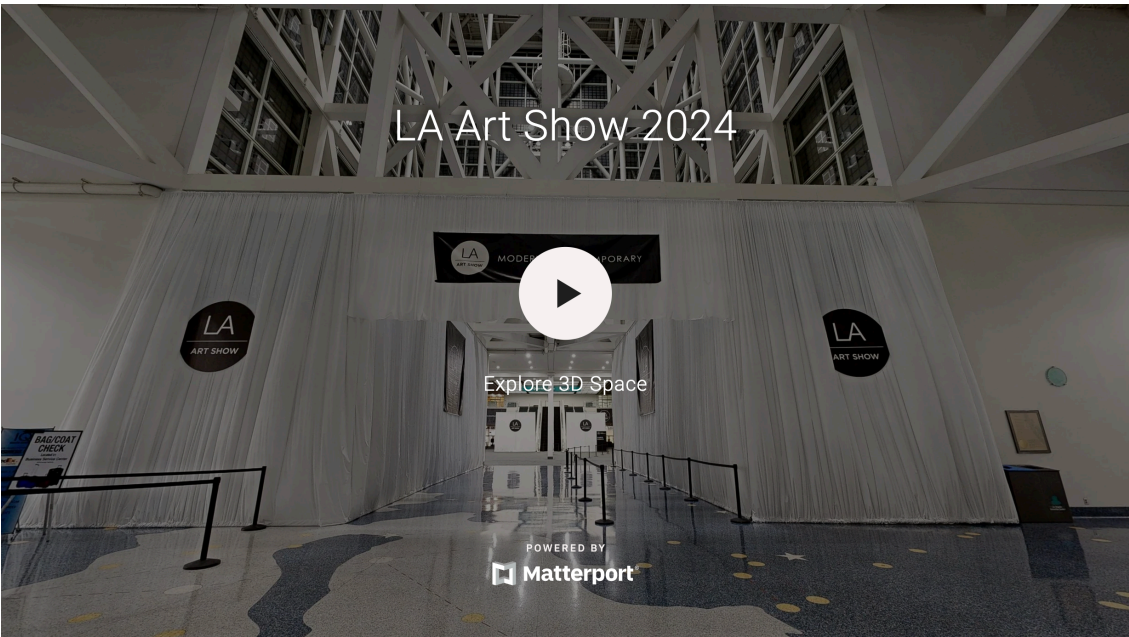 LA Art Show 2024
LA
ART SHOW
MODER
MPORARY
LA
ART SHOW
LA
ART SHOW
Explore 3D Space
BAG/COAT
CHECK
POWERED BY
Matterport